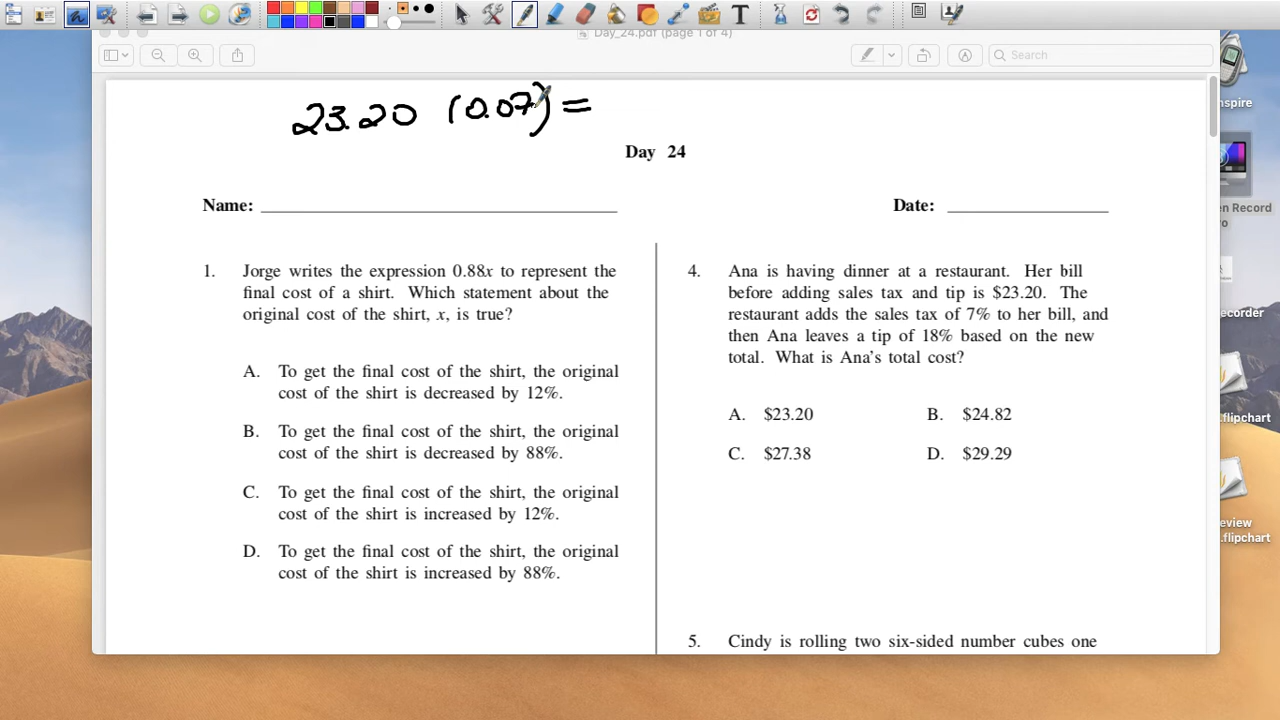 Day_24.pdf (page 1 of 4)
Search
23.20 (0.07) =
Day 24
Name:
Date:
1. Jorge writes the expression 0.88x to represent the
final cost of a shirt. Which statement about the
original cost of the shirt, x, is true?
A. To get the final cost of the shirt, the original
cost of the shirt is decreased by 12%.
B. To get the final cost of the shirt, the original
cost of the shirt is decreased by 88%.
C. To get the final cost of the shirt, the original
cost of the shirt is increased by 12%.
D. To get the final cost of the shirt, the original
cost of the shirt is increased by 88%.
4. Ana is having dinner at a restaurant. Her bill
before adding sales tax and tip is $23.20. The
restaurant adds the sales tax of 7% to her bill, and
then Ana leaves a tip of 18% based on the new
total. What is Ana's total cost?
A. $23.20 B. $24.82
C. $27.38 D. $29.29
5. Cindy is rolling two six-sided number cubes one
nspire
en Record
o
ecorder
.flipchart
eview
.flipchart